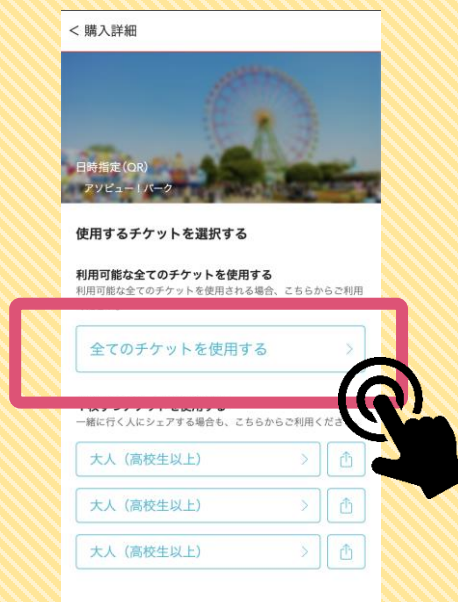 < 購入詳細
日時指定(QR)
アソビュー！パーク
使用するチケットを選択する
利用可能な全てのチケットを使用する
利用可能な全てのチケットを使用される場合、こちらからご利用
全てのチケットを使用する >
一緒に行く人にシェアする場合も、こちらからご利用くださ
大人（高校生以上） >
大人（高校生以上） >
大人（高校生以上） >